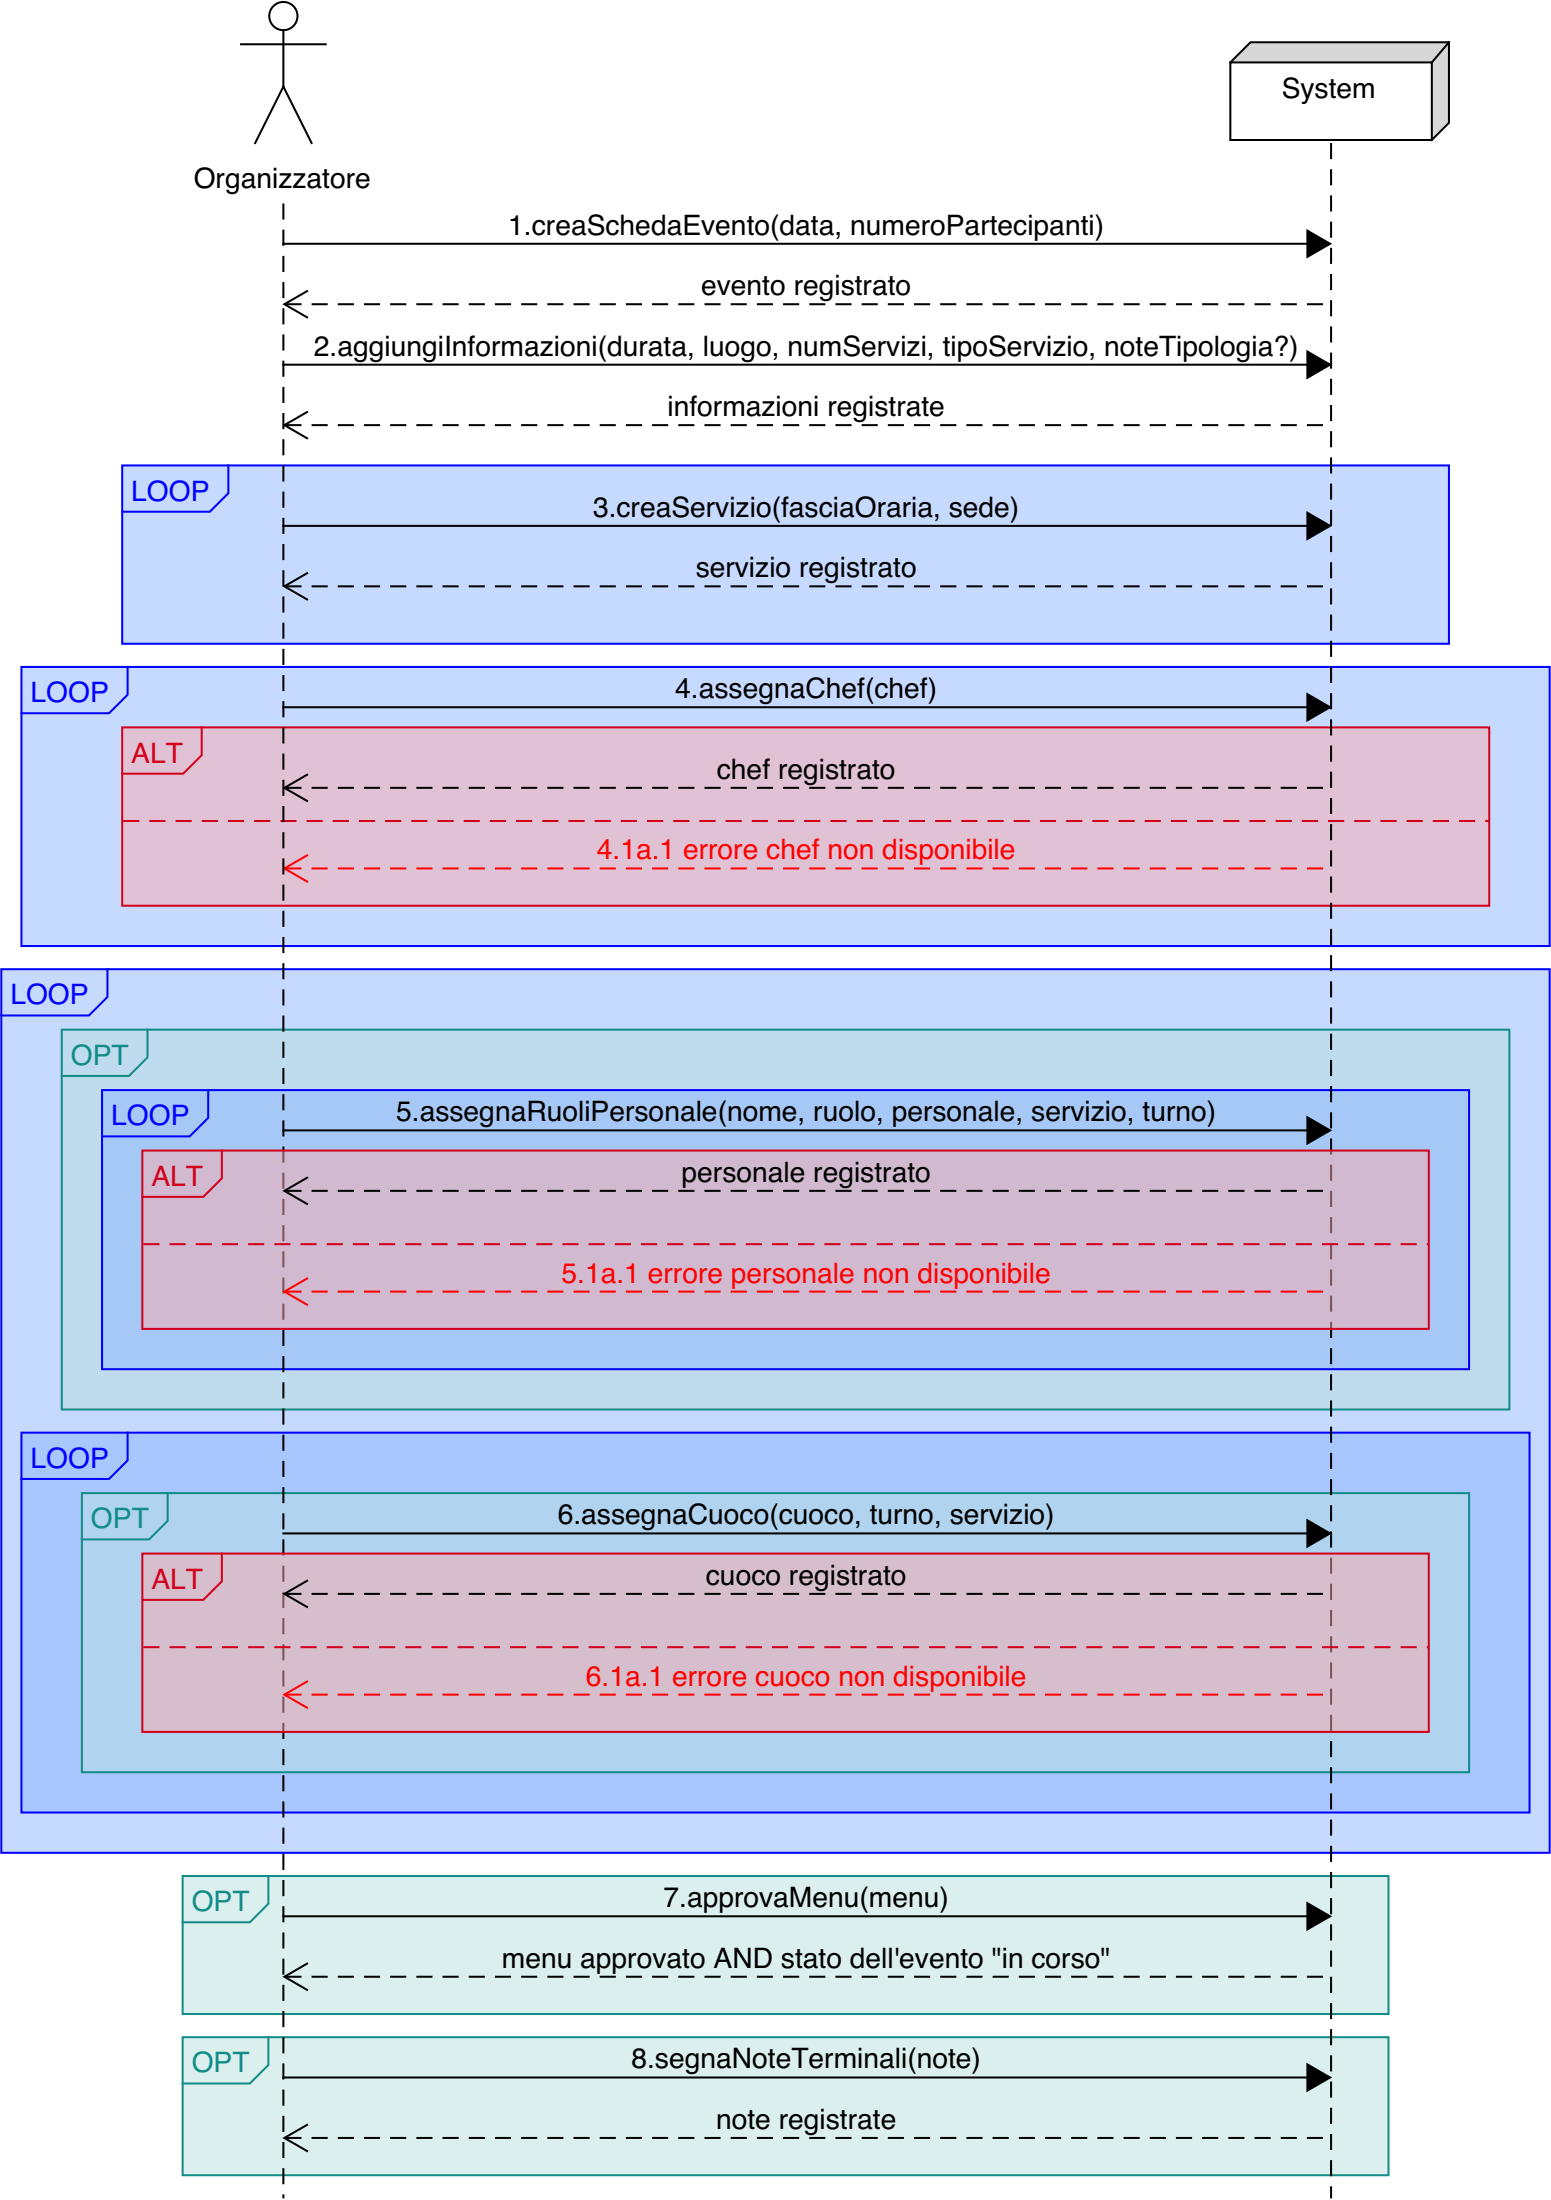 System
Organizzatore
1.creaSchedaEvento(data, numeroPartecipanti)
evento registrato
2.aggiungiInformazioni(durata, luogo, numServizi, tipoServizio, noteTipologia?)
informazioni registrate
LOOP
3.creaServizio(fasciaOraria, sede)
servizio registrato
LOOP
4.assegnaChef(chef)
ALT
chef registrato
4.1a.1 errore chef non disponibile
LOOP
OPT
LOOP
5.assegnaRuoliPersonale(nome, ruolo, personale, servizio, turno)
ALT
personale registrato
5.1a.1 errore personale non disponibile
LOOP
OPT
6.assegnaCuoco(cuoco, turno, servizio)
ALT
cuoco registrato
6.1a.1 errore cuoco non disponibile
OPT
7.approvaMenu(menu)
menu approvato AND stato dell'evento "in corso"
OPT
8.segnaNoteTerminali(note)
note registrate